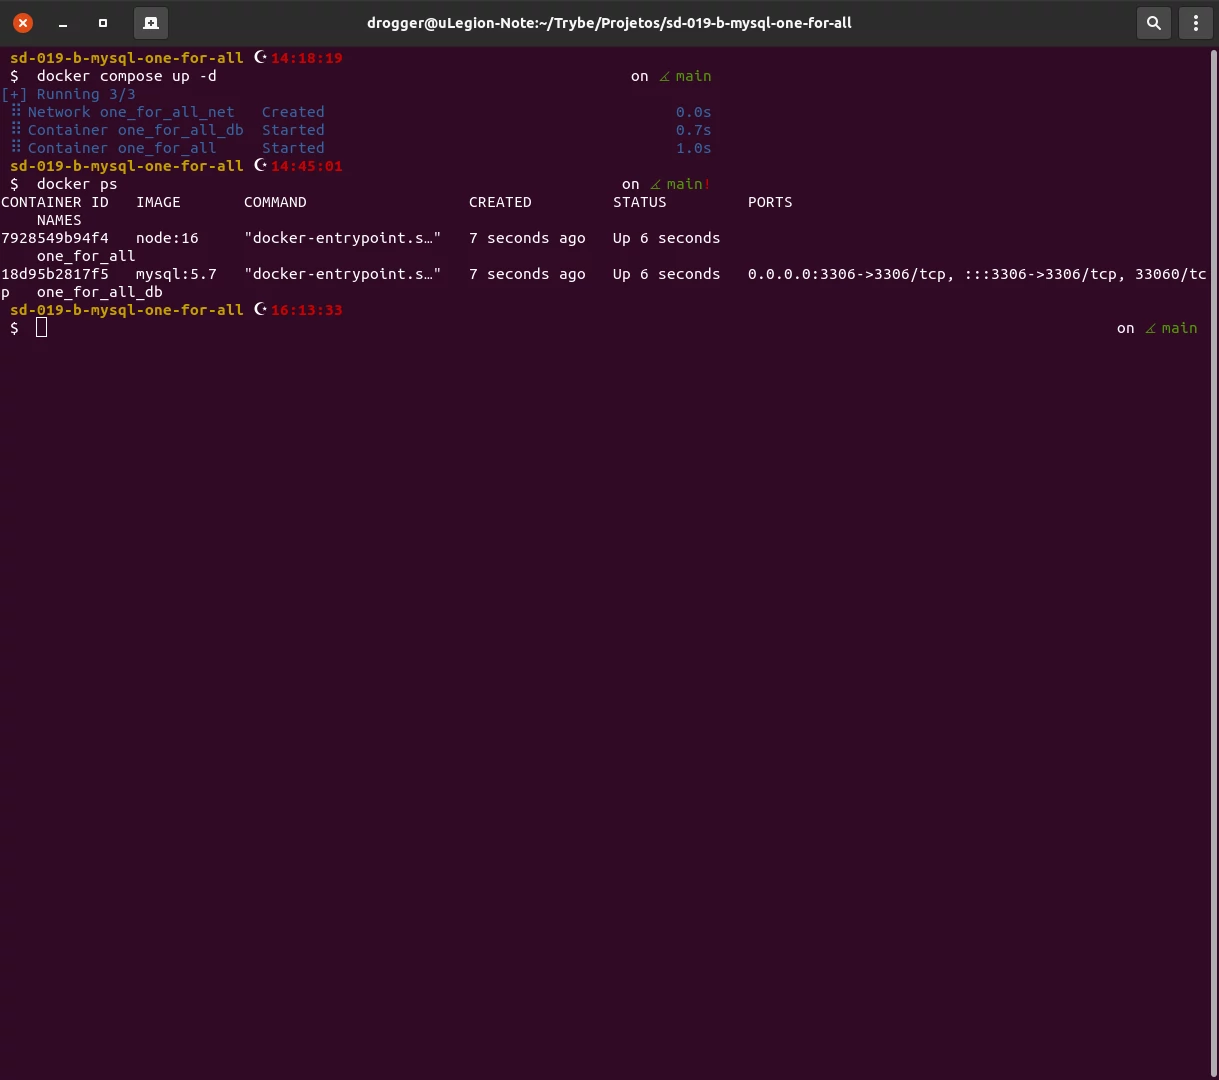 drogger@uLegion-Note:~/Trybe/Projetos/sd-019-b-mysql-one-for-all
sd-019-b-mysql-one-for-all 14:18:19
$ docker compose up -d on main
[+] Running 3/3
⠿ Network one_for_all_net Created 0.0s
⠿ Container one_for_all_db Started 0.7s
⠿ Container one_for_all Started 1.0s
sd-019-b-mysql-one-for-all 14:45:01
$ docker ps on main!
CONTAINER ID IMAGE COMMAND CREATED STATUS PORTS
NAMES
7928549b94f4 node:16 "docker-entrypoint.s…" 7 seconds ago Up 6 seconds
one_for_all
18d95b2817f5 mysql:5.7 "docker-entrypoint.s…" 7 seconds ago Up 6 seconds 0.0.0.0:3306->3306/tcp, :::3306->3306/tcp, 33060/tc
p one_for_all_db
sd-019-b-mysql-one-for-all 16:13:33
$ on main